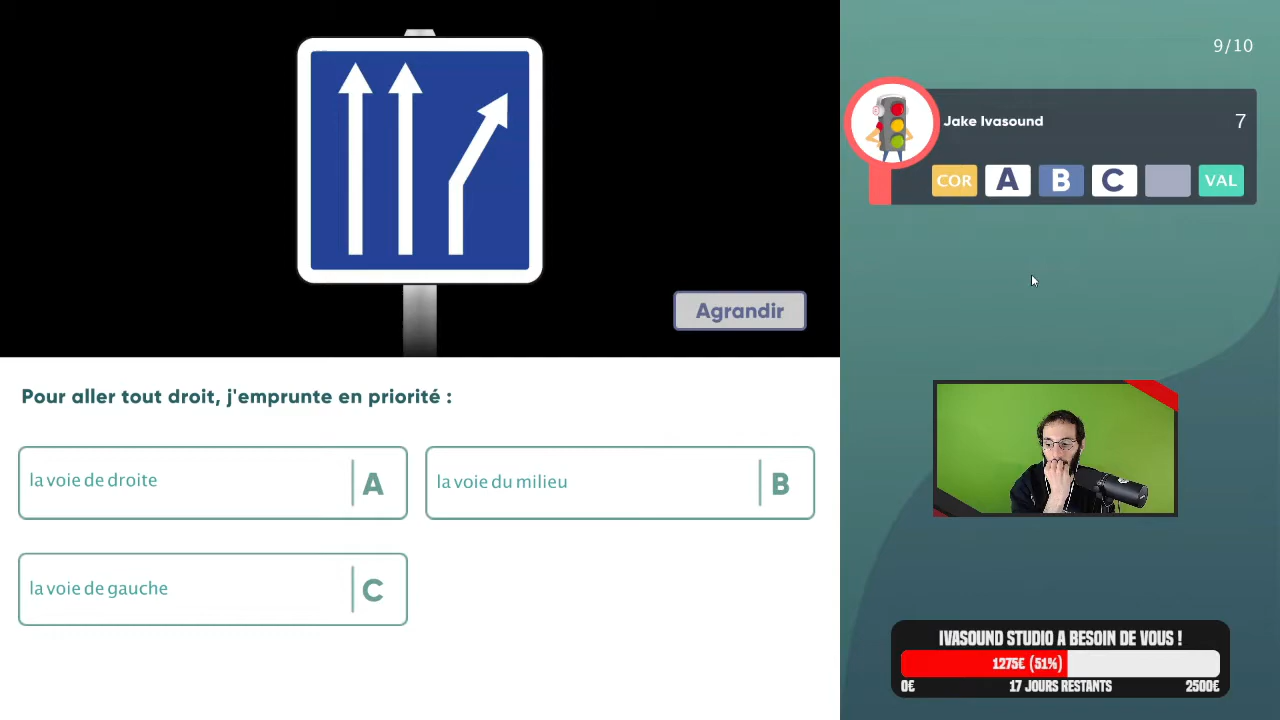 Agrandir
Pour aller tout droit, j'emprunte en priorité :
la voie de droite A
la voie du milieu B
la voie de gauche C
9/10
Jake Ivasound 7
COR A B C VAL
IVASOUND STUDIO A BESOIN DE VOUS !
1275€ (51%)
0€ 17 JOURS RESTANTS 2500€